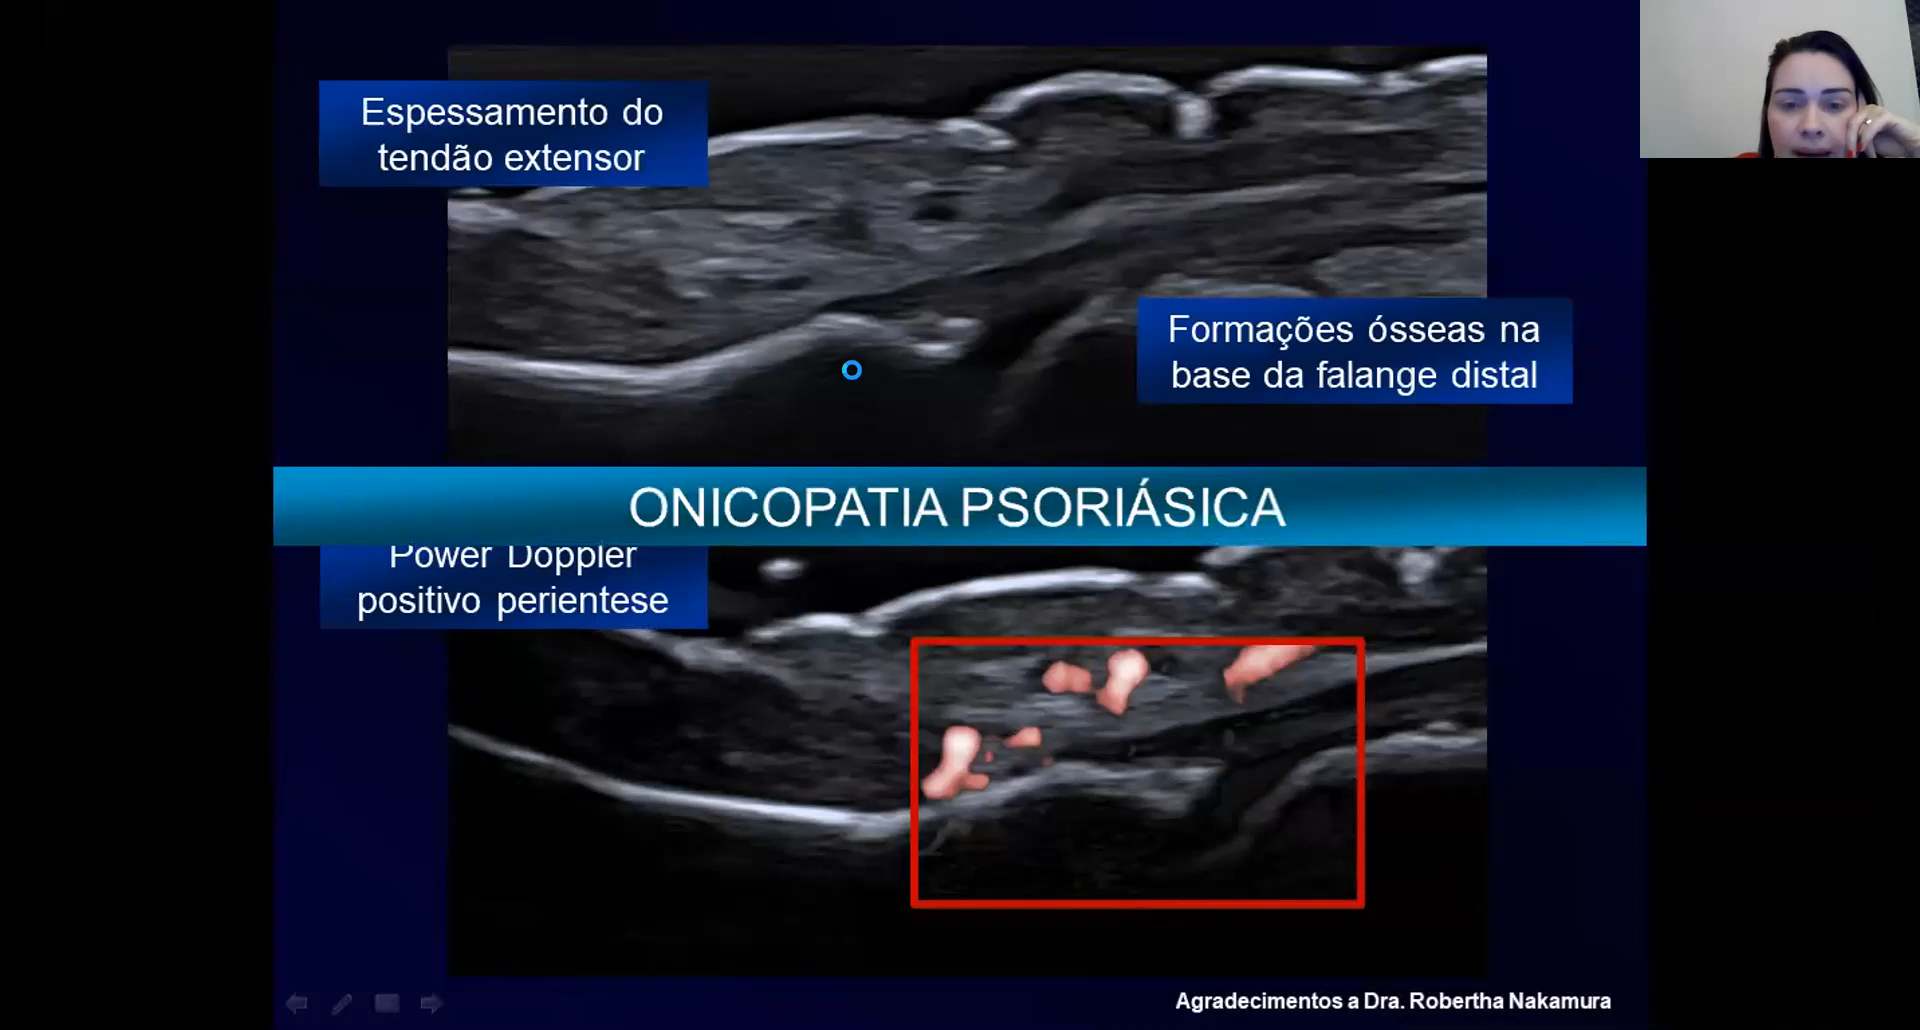 Espessamento do
tendão extensor
Formações ósseas na
base da falange distal
ONICOPATIA PSORIÁSICA
Power Doppler
positivo perientese
Agradecimentos a Dra. Robertha Nakamura